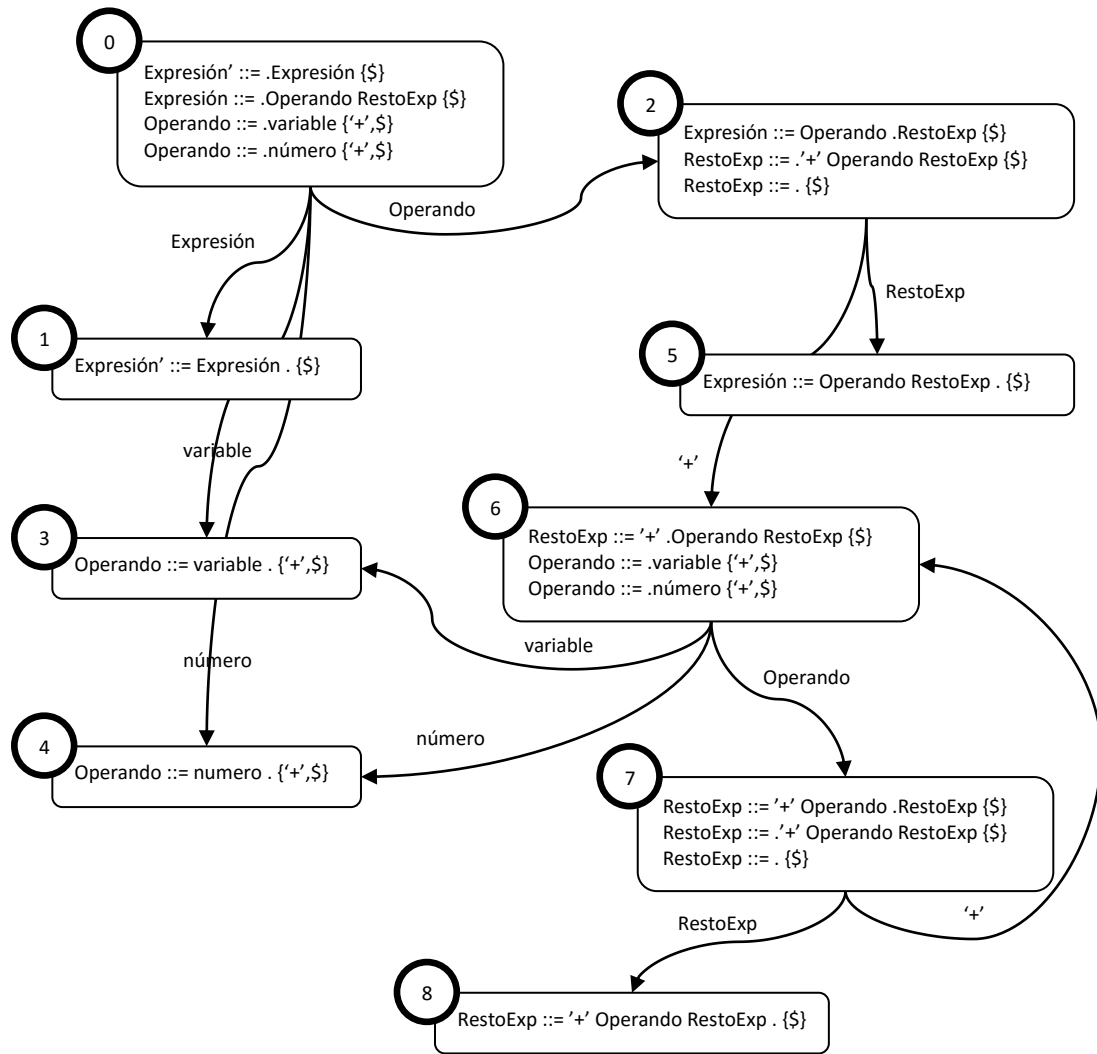 0
Expresión’ ::= .Expresión {$}
Expresión ::= .Operando RestoExp {$}
Operando ::= .variable {‘+’,$}
Operando ::= .número {‘+’,$}
2
Expresión ::= Operando .RestoExp {$}
RestoExp ::= .’+’ Operando RestoExp {$}
RestoExp ::= . {$}
Operando
Expresión
RestoExp
1
Expresión’ ::= Expresión . {$}
5
Expresión ::= Operando RestoExp . {$}
variable
‘+’
3
Operando ::= variable . {‘+’,$}
6
RestoExp ::= ’+’ .Operando RestoExp {$}
Operando ::= .variable {‘+’,$}
Operando ::= .número {‘+’,$}
variable
número
Operando
número
4
Operando ::= numero . {‘+’,$}
7
RestoExp ::= ’+’ Operando .RestoExp {$}
RestoExp ::= .’+’ Operando RestoExp {$}
RestoExp ::= . {$}
RestoExp
‘+’
8
RestoExp ::= ’+’ Operando RestoExp . {$}